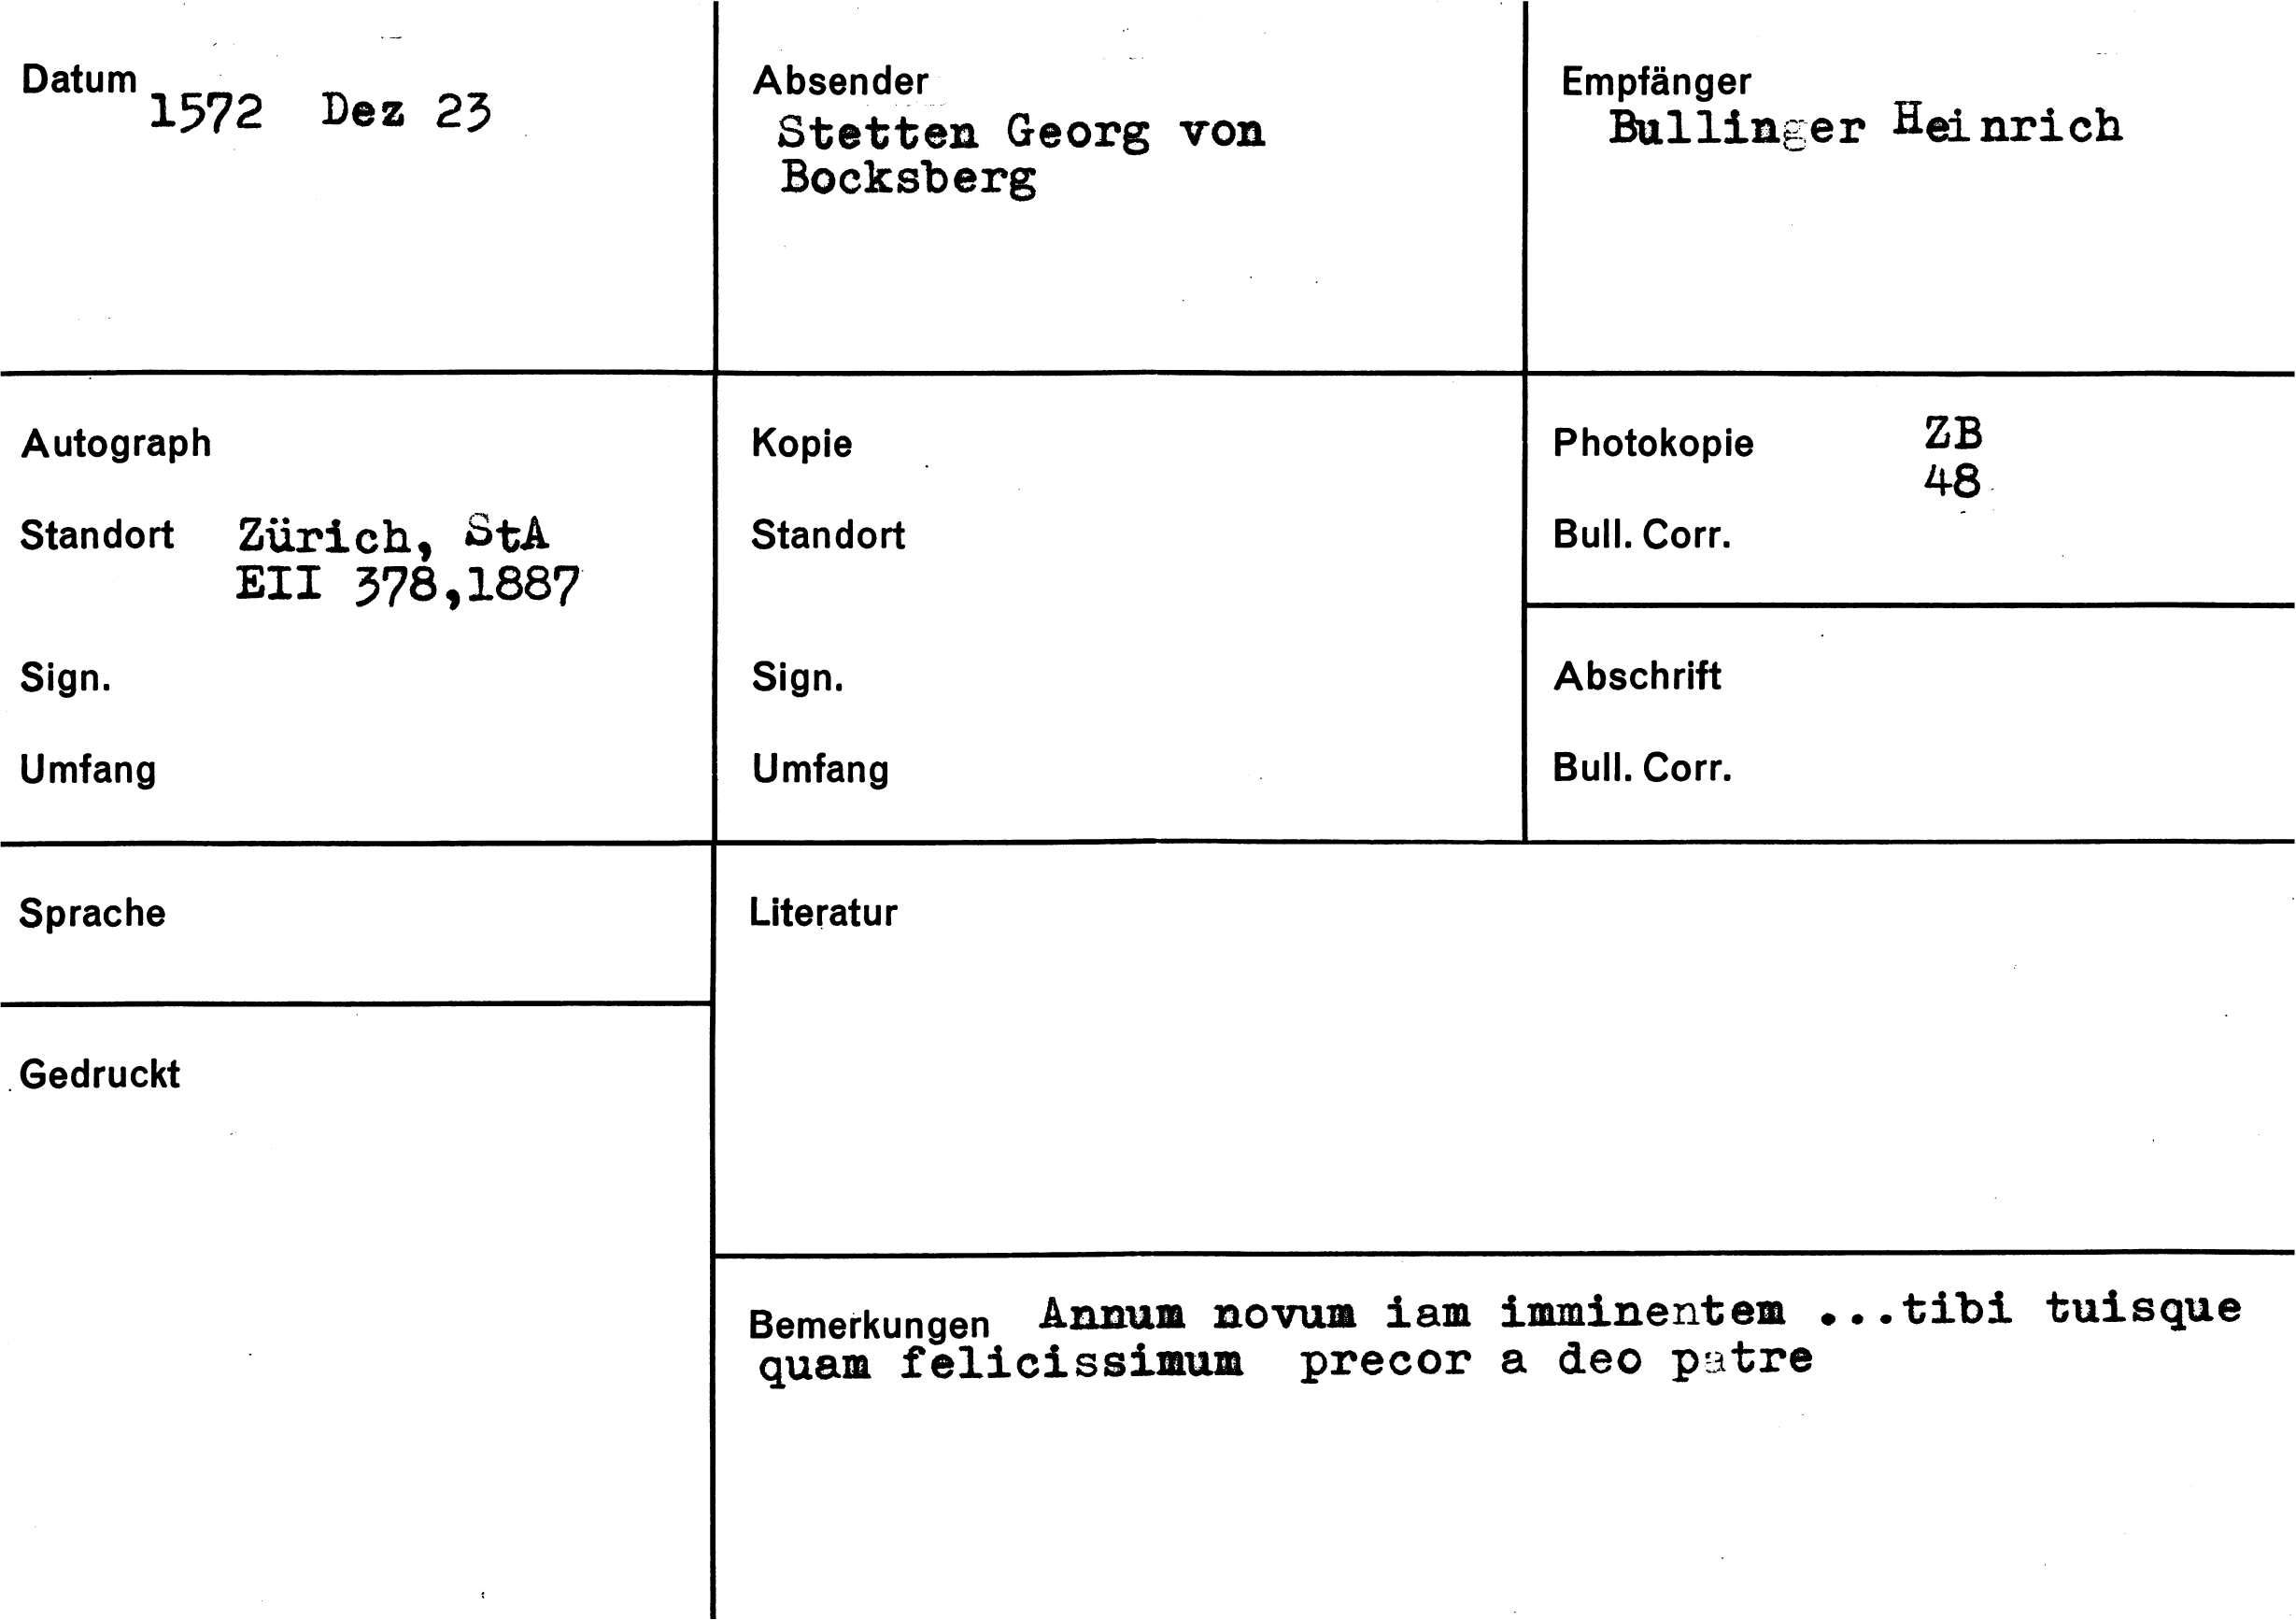 Datum 1572 Dez 23
Absender
Stetten Georg von
Bocksberg
Empfänger
Bullinger Heinrich
Autograph
Standort Zürich, StA
EII 378,1887
Sign.
Umfang
Kopie
Standort
Sign.
Umfang
Photokopie ZB
48
Bull. Corr.
Abschrift
Bull. Corr.
Sprache
Gedruckt
Literatur
Bemerkungen Annum novum iam imminentem ...tibi tuisque
quam felicissimum precor a deo patre